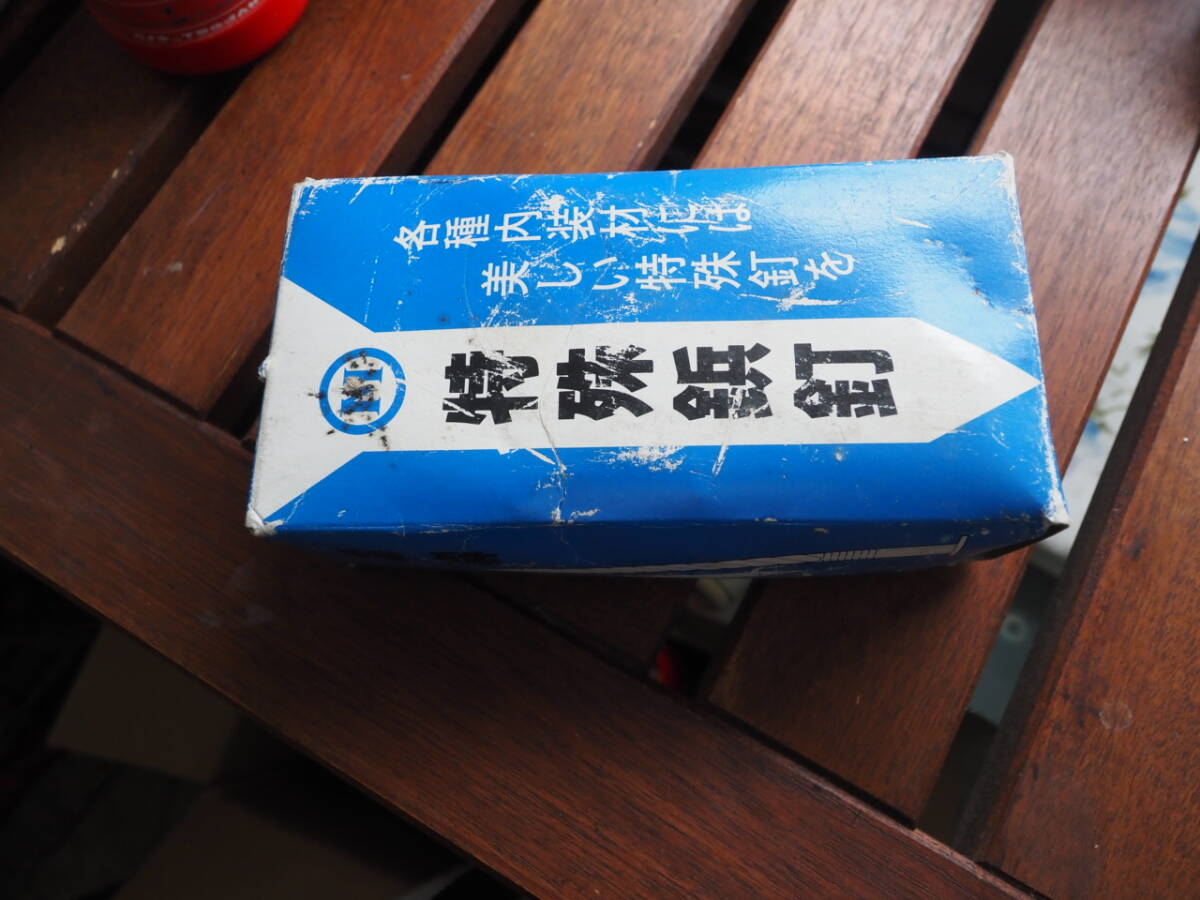 各種内装材には
美しい特殊釘を
特殊鋲釘